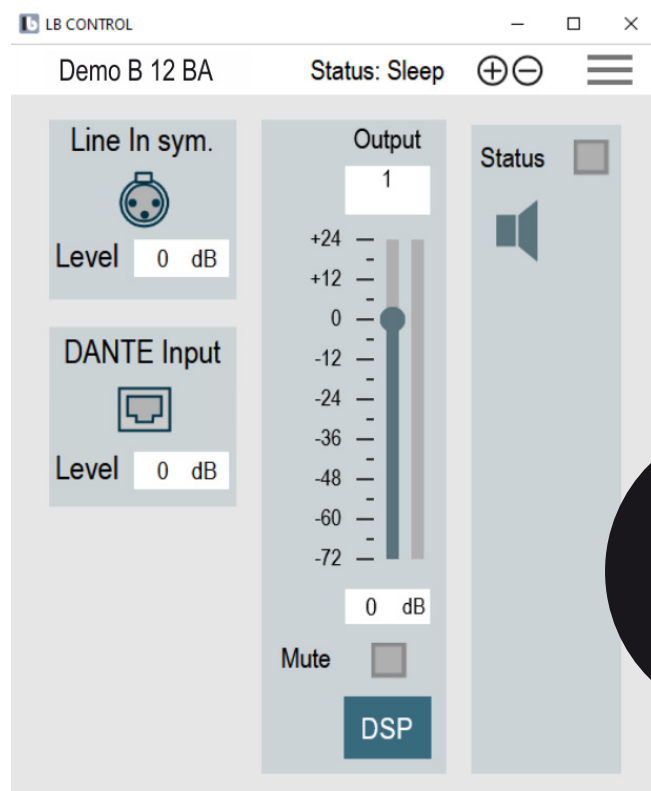 LB CONTROL
Demo B 12 BA
Status: Sleep
Line In sym.
Level 0 dB
DANTE Input
Level 0 dB
Output
1
+24
+12
0
-12
-24
-36
-48
-60
-72
0 dB
Mute
DSP
Status